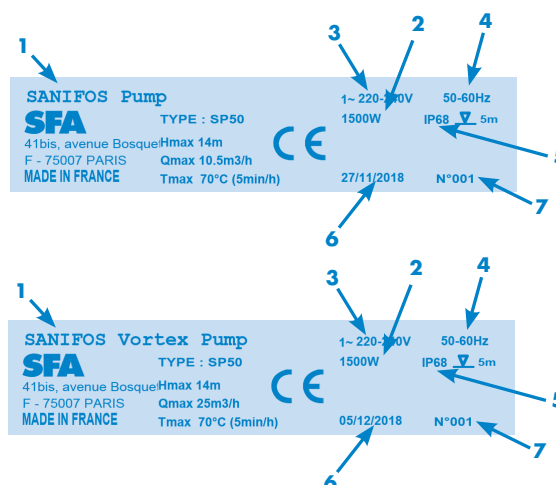 1 3 2 4
SANIFOS Pump 1~ 220-240V 50-60Hz
SFA TYPE : SP50 1500W IP68 5m
41bis, avenue Bosquet Hmax 14m CE
F - 75007 PARIS Qmax 10.5m3/h
MADE IN FRANCE Tmax 70°C (5min/h) 27/11/2018 N°001
6 7
1 3 2 4
SANIFOS Vortex Pump 1~ 220-240V 50-60Hz
SFA TYPE : SP50 1500W IP68 5m
41bis, avenue Bosquet Hmax 14m CE
F - 75007 PARIS Qmax 25m3/h 5
MADE IN FRANCE Tmax 70°C (5min/h) 05/12/2018 N°001
6 7